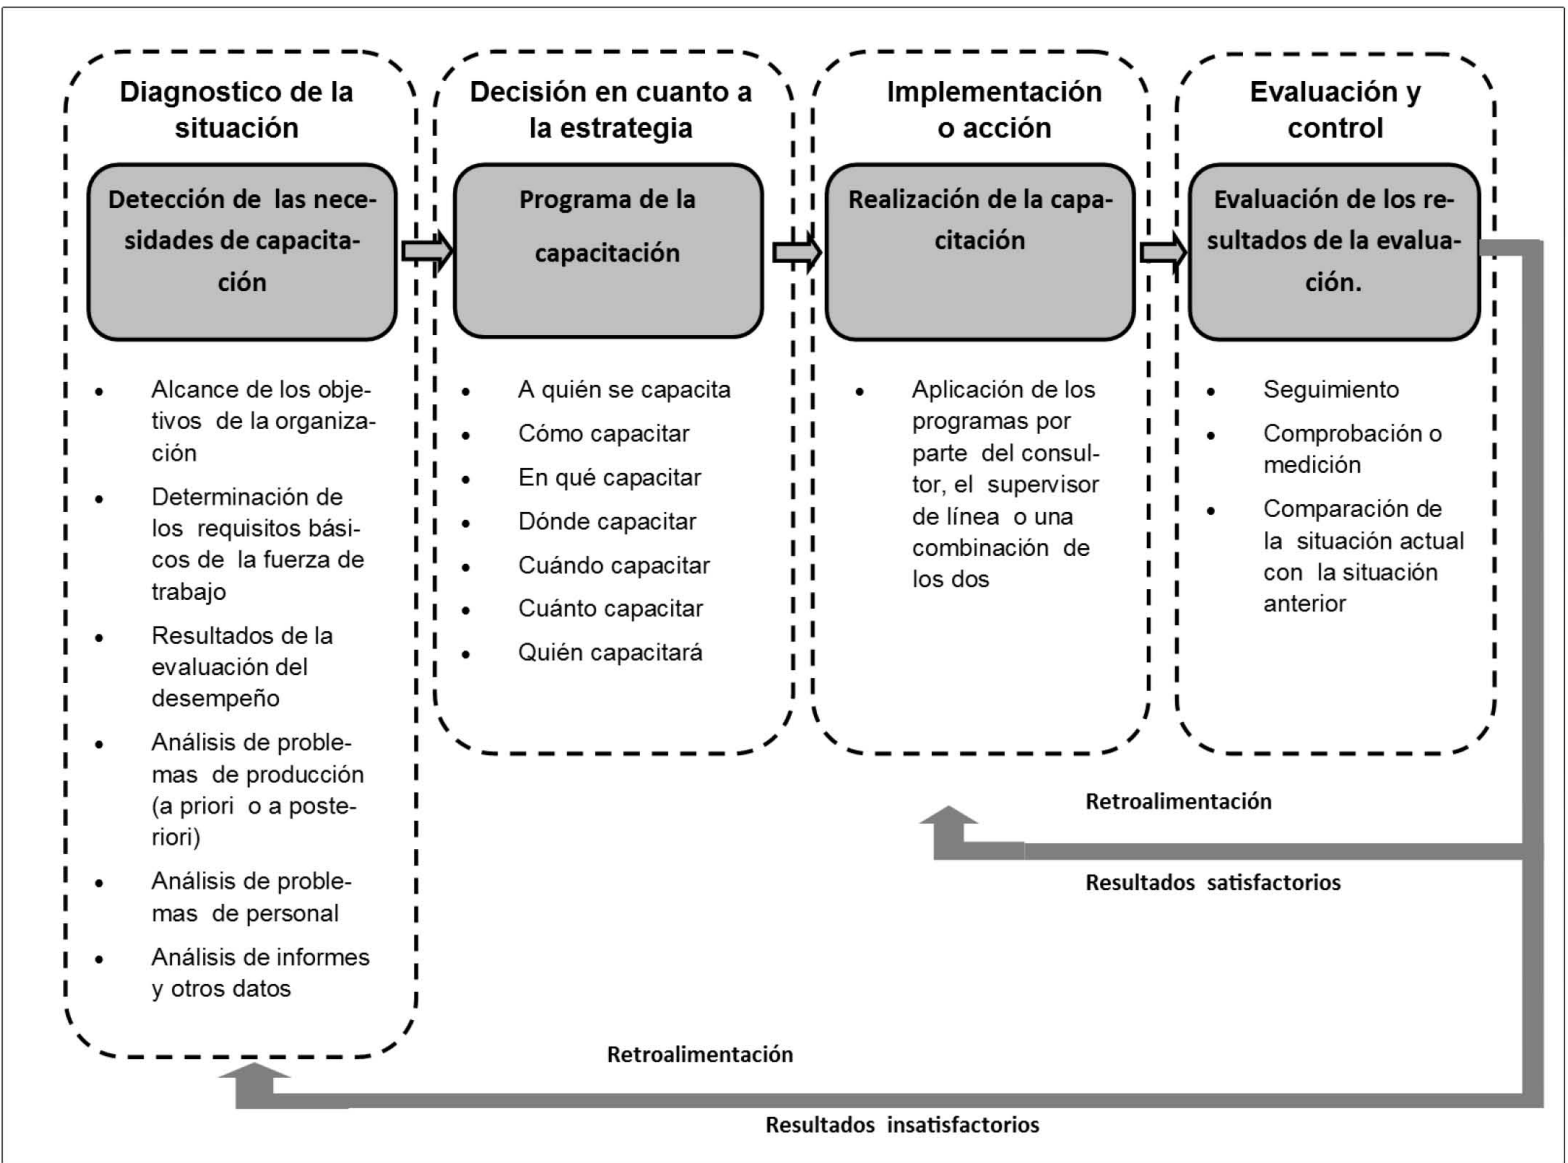 Diagnostico de la
situación
Detección de las nece-
sidades de capacita-
ción
• Alcance de los obje-
tivos de la organiza-
ción
• Determinación de
los requisitos bási-
cos de la fuerza de
trabajo
• Resultados de la
evaluación del
desempeño
• Análisis de proble-
mas de producción
(a priori o a poste-
riori)
• Análisis de proble-
mas de personal
• Análisis de informes
y otros datos
Decisión en cuanto a
la estrategia
Programa de la
capacitación
• A quién se capacita
• Cómo capacitar
• En qué capacitar
• Dónde capacitar
• Cuándo capacitar
• Cuánto capacitar
• Quién capacitará
Implementación
o acción
Realización de la capa-
citación
• Aplicación de los
programas por
parte del consul-
tor, el supervisor
de línea o una
combinación de
los dos
Evaluación y
control
Evaluación de los re-
sultados de la evalua-
ción.
• Seguimiento
• Comprobación o
medición
• Comparación de
la situación actual
con la situación
anterior
Retroalimentación
Resultados satisfactorios
Retroalimentación
Resultados insatisfactorios